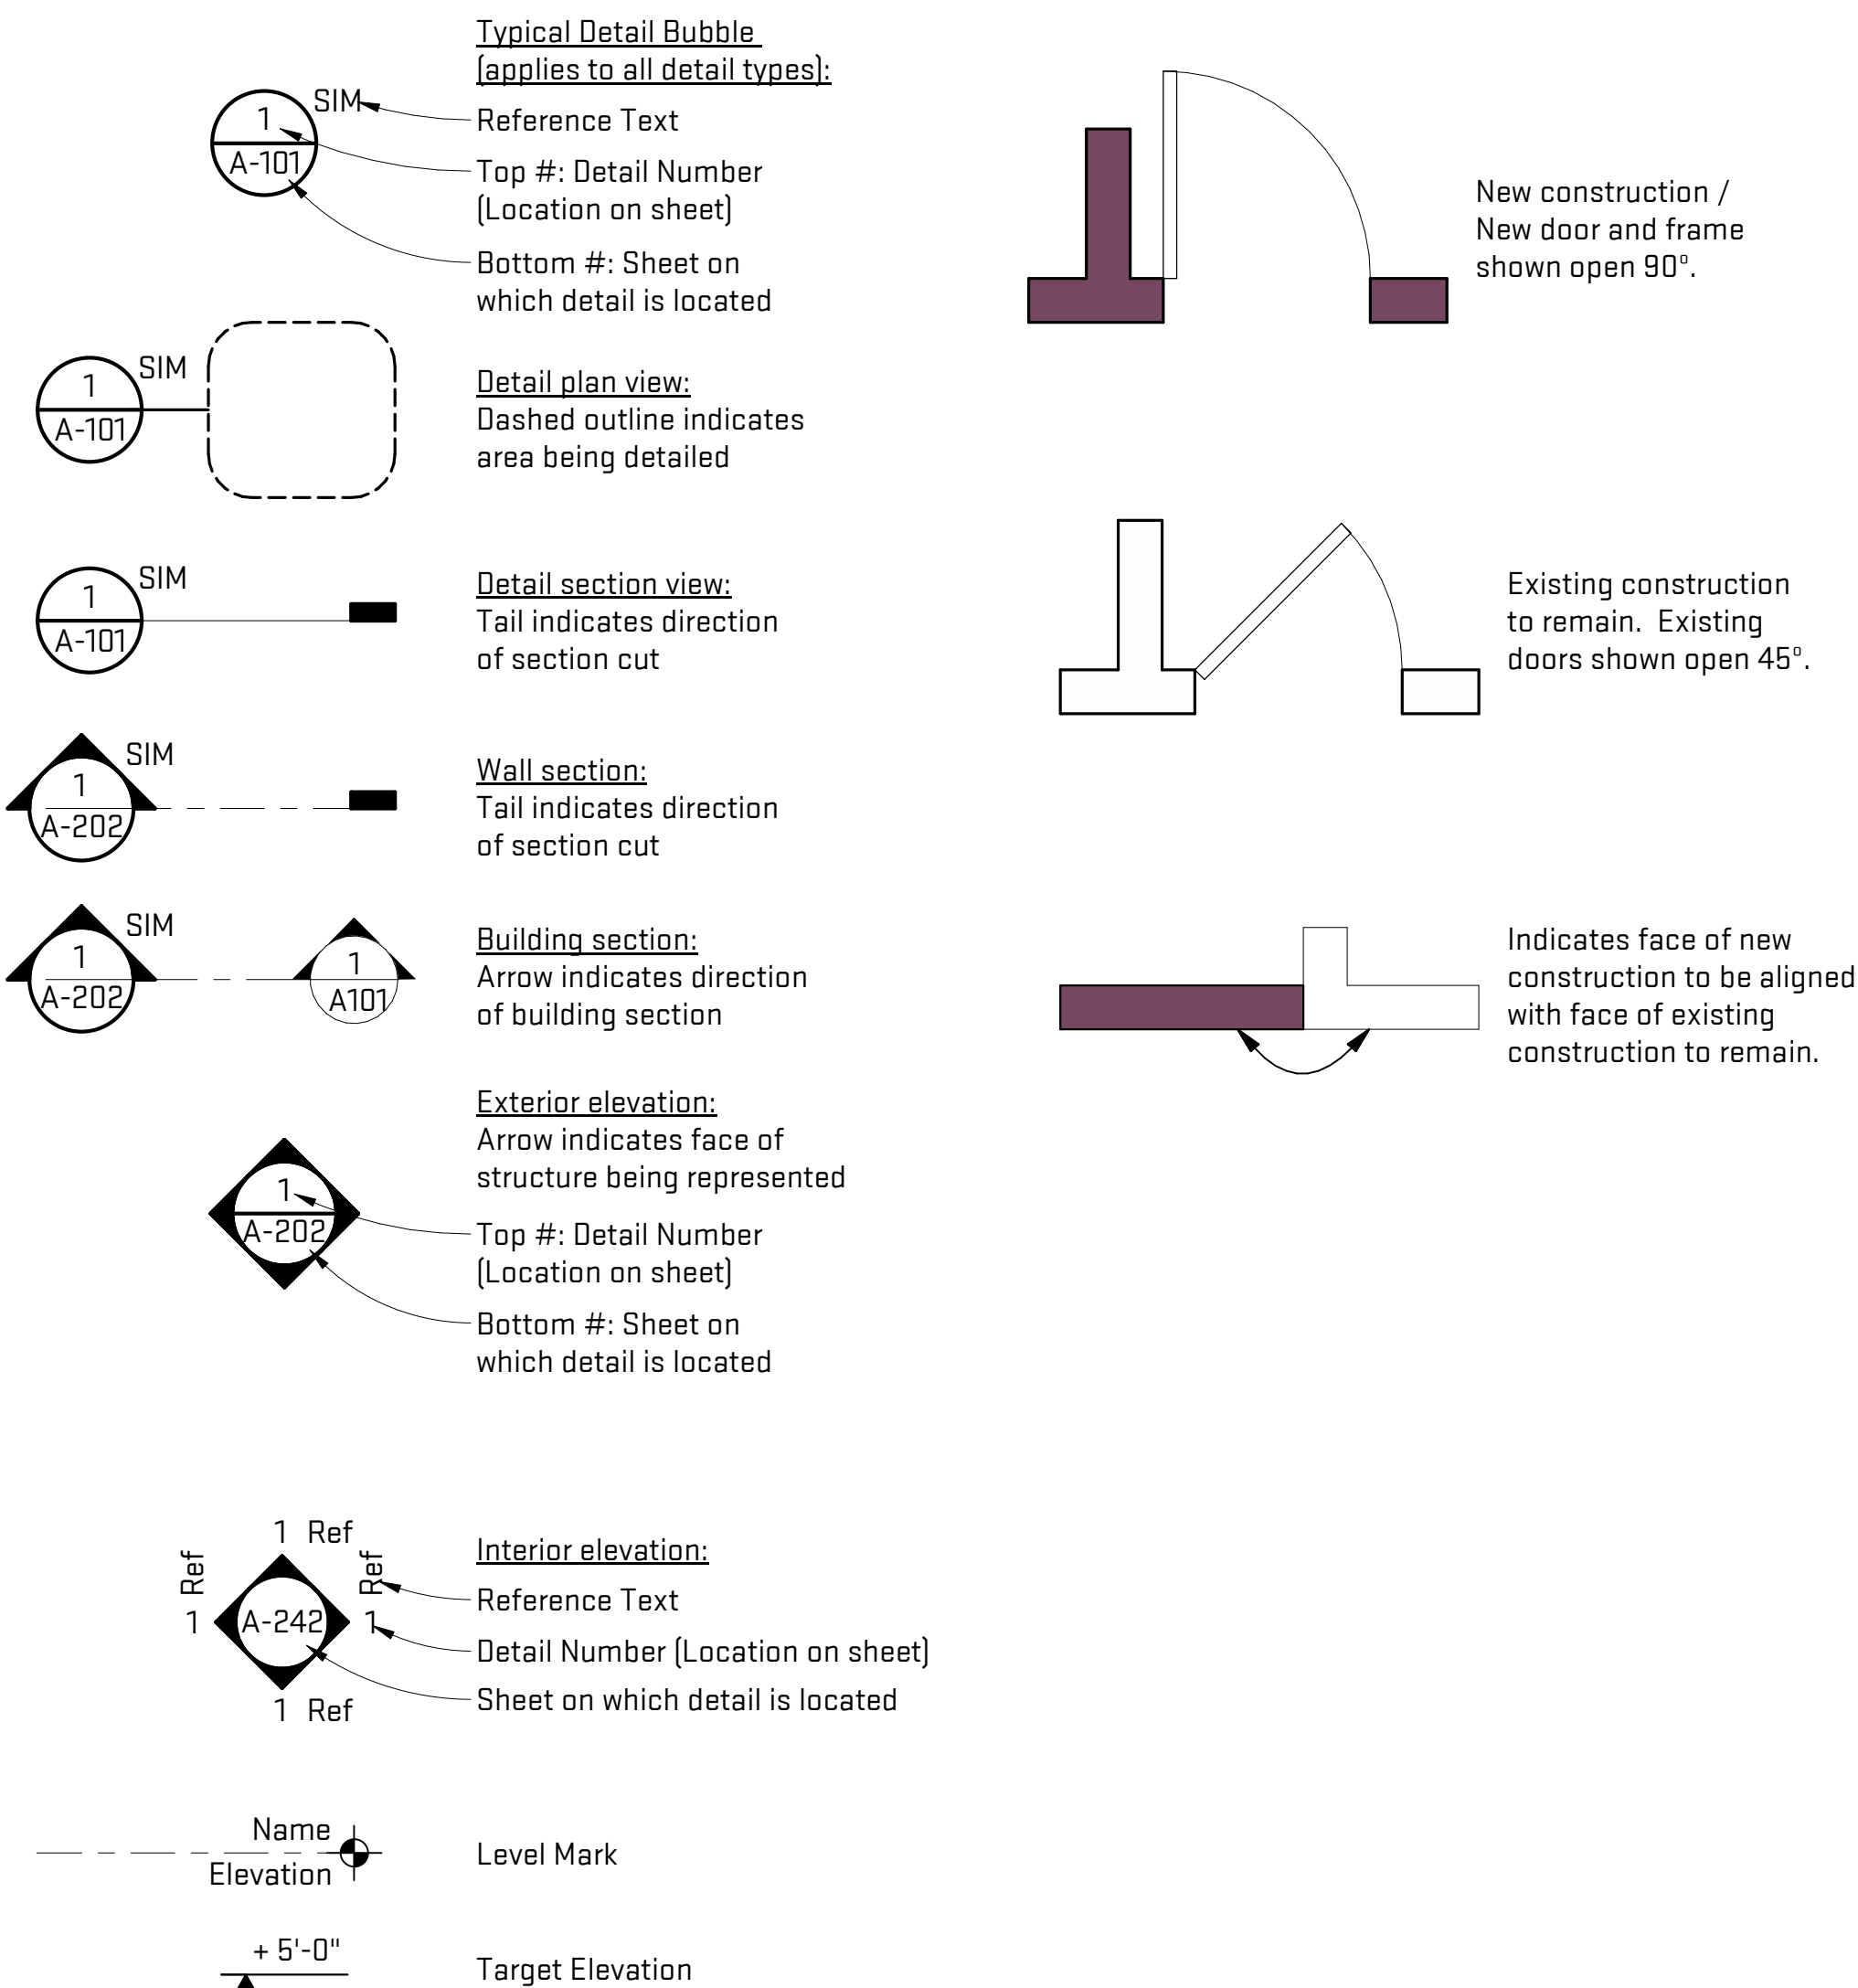 Typical Detail Bubble
(applies to all detail types):
1
A-101
SIM
Reference Text
Top #: Detail Number
(Location on sheet)
Bottom #: Sheet on
which detail is located
1
A-101
SIM
Detail plan view:
Dashed outline indicates
area being detailed
1
A-101
SIM
Detail section view:
Tail indicates direction
of section cut
1
A-202
SIM
Wall section:
Tail indicates direction
of section cut
1
A-202
SIM
1
A101
Building section:
Arrow indicates direction
of building section
Exterior elevation:
Arrow indicates face of
structure being represented
1
A-202
Top #: Detail Number
(Location on sheet)
Bottom #: Sheet on
which detail is located
1 Ref
Ref
1
A-242
Ref
1
1 Ref
Interior elevation:
Reference Text
Detail Number (Location on sheet)
Sheet on which detail is located
Name
Elevation
Level Mark
+ 5'-0"
Target Elevation
New construction /
New door and frame
shown open 90°.
Existing construction
to remain.  Existing
doors shown open 45°.
Indicates face of new
construction to be aligned
with face of existing
construction to remain.